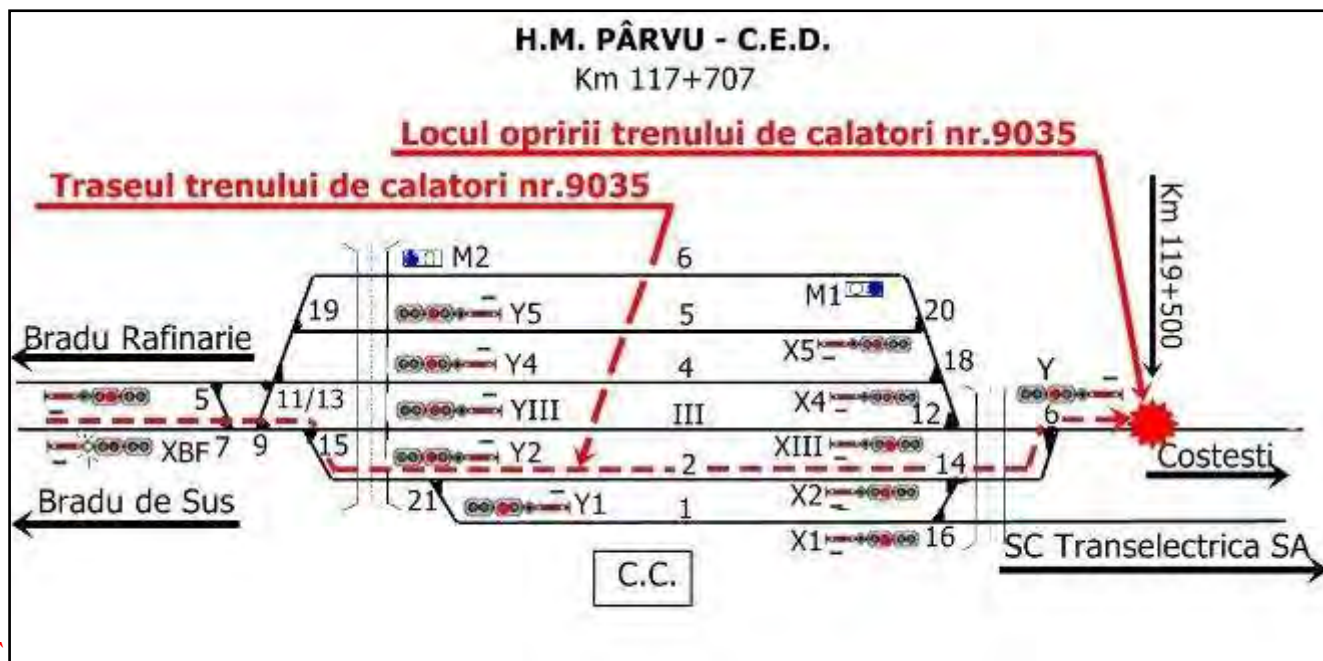 H.M. PÂRVU - C.E.D.
Km 117+707
Locul opririi trenului de calatori nr.9035
Traseul trenului de calatori nr.9035
Km 119+500
M2 6
M1
19 Y5 5 20
Bradu Rafinarie
X5
Y4 4 18 Y
5 11/13 X4
YIII III 12 6
7 9 XBF 15 XIII
Y2 2 14 Costesti
Bradu de Sus
21 Y1 1 X2
X1 16 SC Transelectrica SA
C.C.